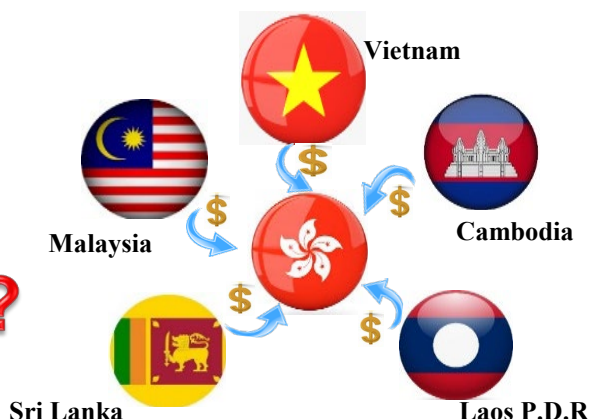 Vietnam
$
$
Cambodia
$
Malaysia
?
$
$
Sri Lanka
Laos P.D.R